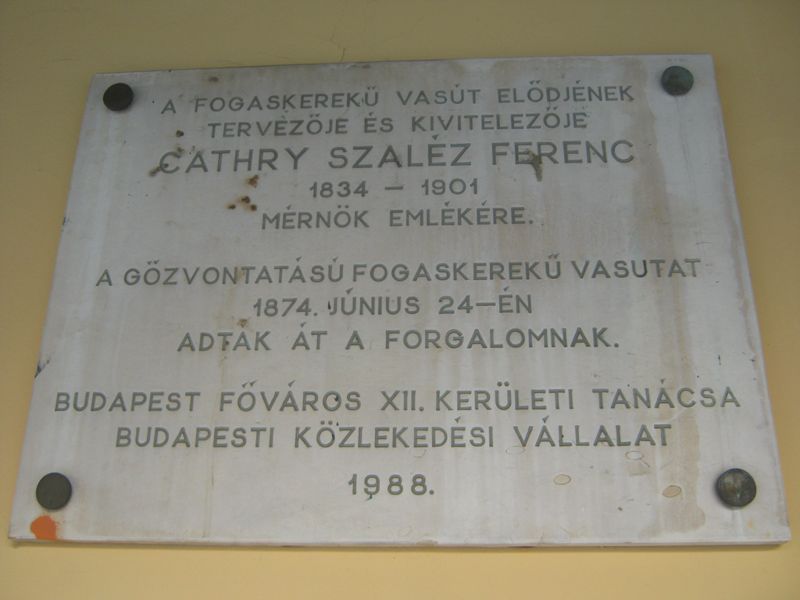 A FOGASKEREKŰ VASÚT ELŐDJÉNEK
TERVEZŐJE ÉS KIVITELEZŐJE
CATHRY SZALÉZ FERENC
1834 – 1901
MÉRNÖK EMLÉKÉRE.
A GŐZVONTATÁSÚ FOGASKEREKŰ VASUTAT
1874. JÚNIUS 24–ÉN
ADTAK ÁT A FORGALOMNAK.
BUDAPEST FŐVÁROS XII. KERÜLETI TANÁCSA
BUDAPESTI KÖZLEKEDÉSI VÁLLALAT
1988.